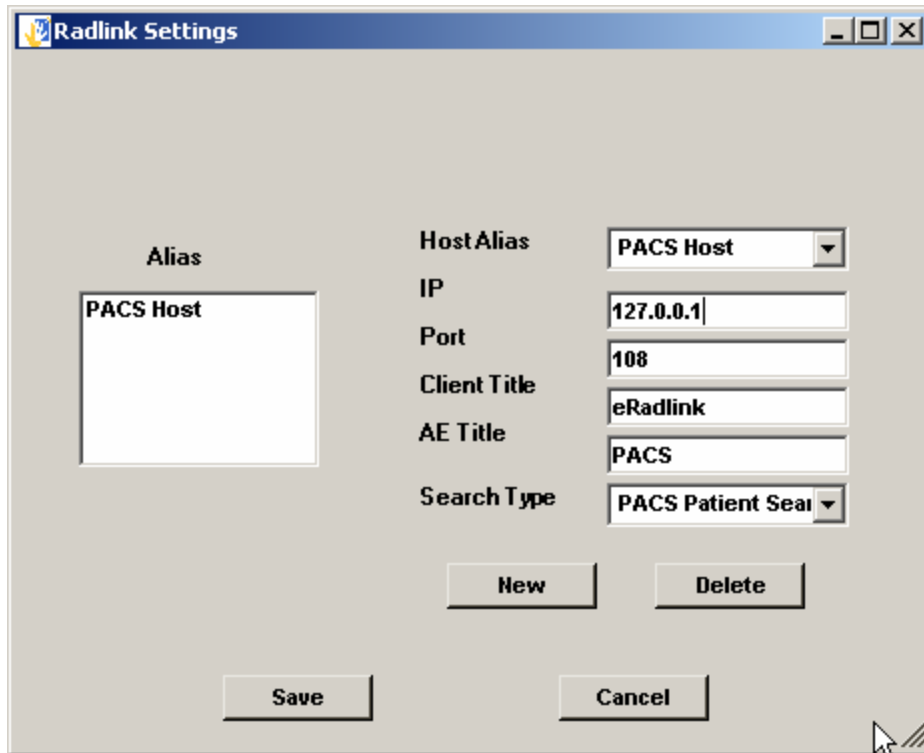 Radlink Settings
Alias
PACS Host
Host Alias
PACS Host
IP
127.0.0.1
Port
108
Client Title
eRadlink
AE Title
PACS
Search Type
PACS Patient Sear
New
Delete
Save
Cancel